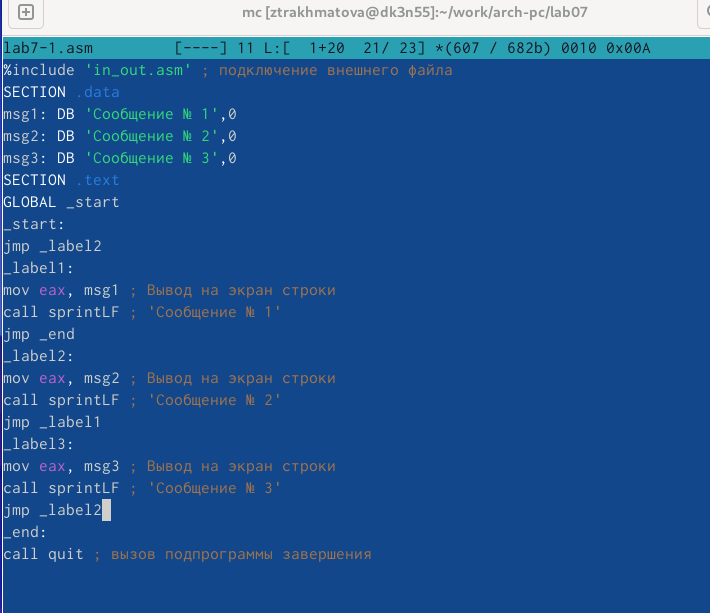 mc [ztrakhmatova@dk3n55]:~/work/arch-pc/lab07
lab7-1.asm         [----] 11 L:[  1+20  21/ 23] *(607 / 682b) 0010 0x00A
%include 'in_out.asm' ; подключение внешнего файла
SECTION .data
msg1: DB 'Сообщение № 1',0
msg2: DB 'Сообщение № 2',0
msg3: DB 'Сообщение № 3',0
SECTION .text
GLOBAL _start
_start:
jmp _label2
_label1:
mov eax, msg1 ; Вывод на экран строки
call sprintLF ; 'Сообщение № 1'
jmp _end
_label2:
mov eax, msg2 ; Вывод на экран строки
call sprintLF ; 'Сообщение № 2'
jmp _label1
_label3:
mov eax, msg3 ; Вывод на экран строки
call sprintLF ; 'Сообщение № 3'
jmp _label2
_end:
call quit ; вызов подпрограммы завершения